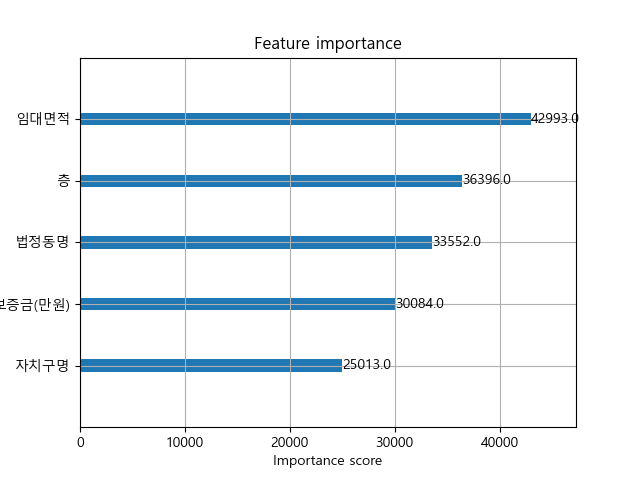 Feature importance
임대면적
42993.0
층
36396.0
법정동명
33552.0
보증금(만원)
30084.0
자치구명
25013.0
0 10000 20000 30000 40000
Importance score